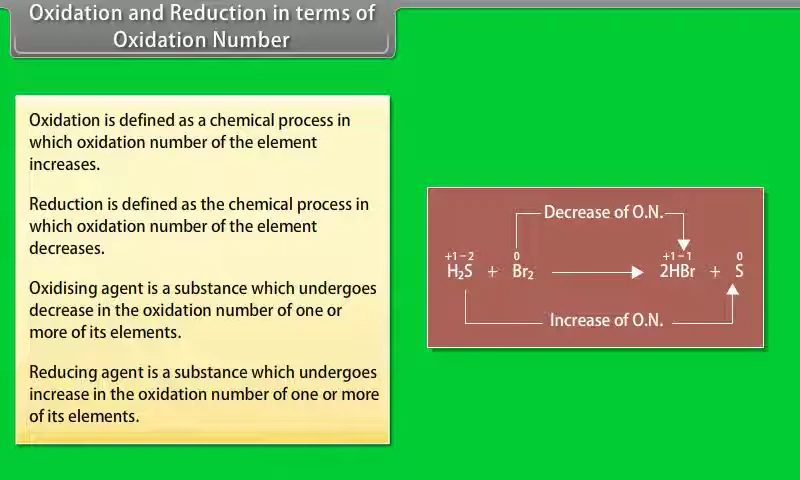 Oxidation and Reduction in terms of
Oxidation Number
Oxidation is defined as a chemical process in
which oxidation number of the element
increases.
Reduction is defined as the chemical process in
which oxidation number of the element
decreases.
Oxidising agent is a substance which undergoes
decrease in the oxidation number of one or
more of its elements.
Reducing agent is a substance which undergoes
increase in the oxidation number of one or more
of its elements.
Decrease of O.N.
+1 −2 0 +1 −1 0
H₂S + Br₂ → 2HBr + S
Increase of O.N.